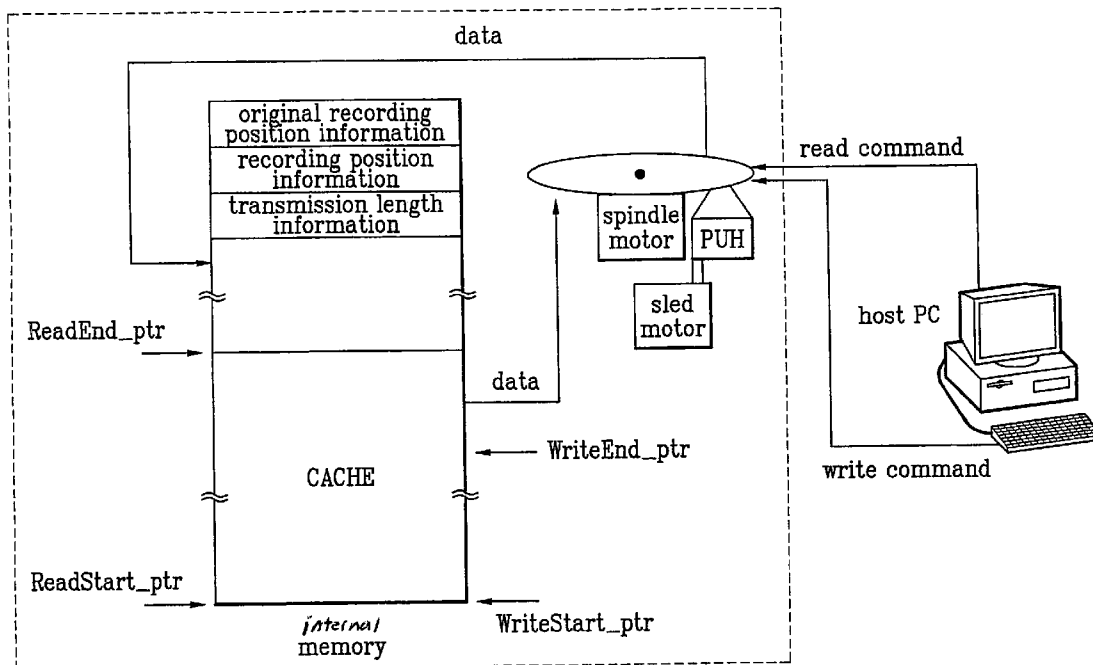 data
original recording
position information
recording position
information
transmission length
information
read command
spindle
motor
PUH
sled
motor
host PC
ReadEnd_ptr
data
WriteEnd_ptr
write command
CACHE
ReadStart_ptr
WriteStart_ptr
internal
memory